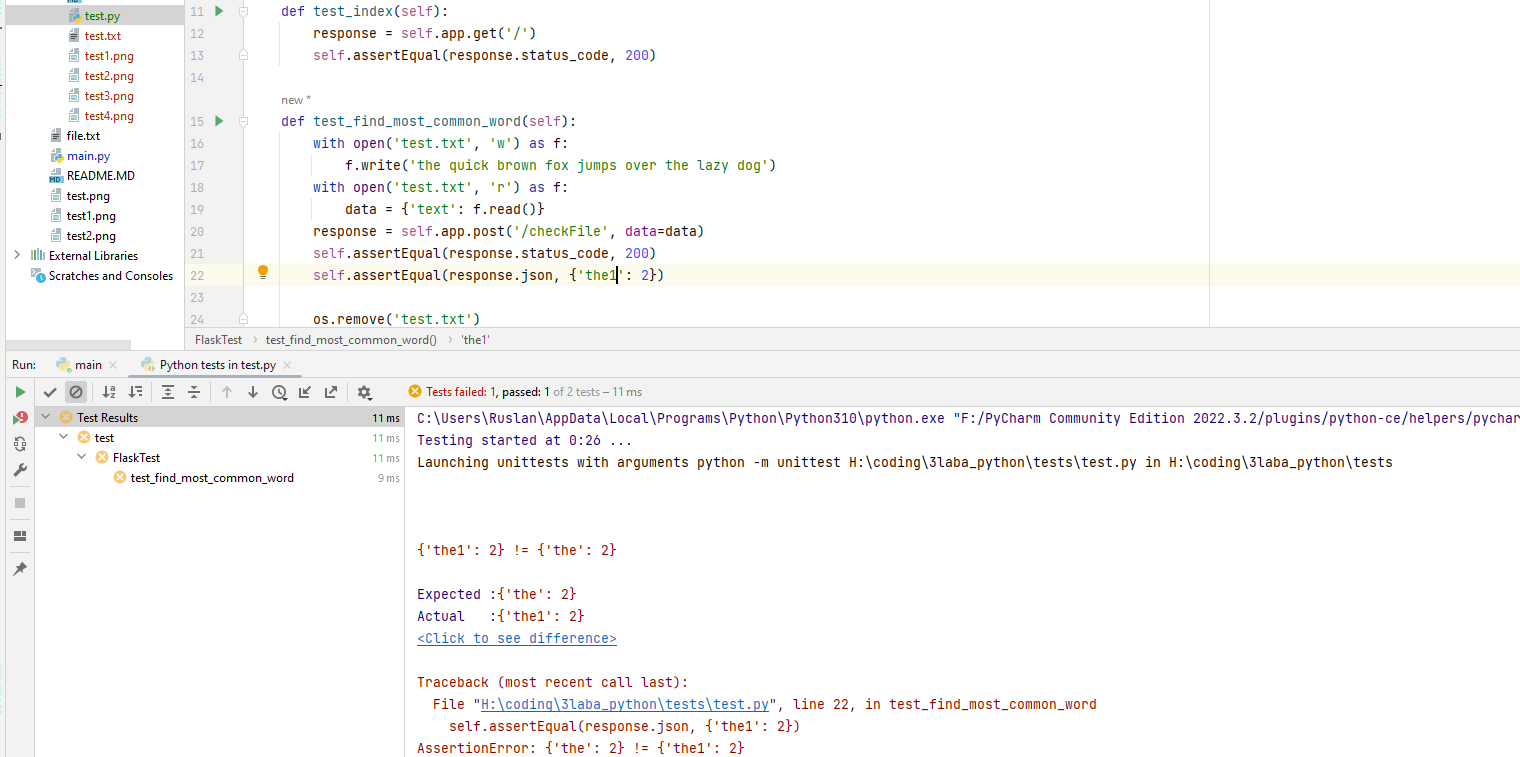 test.py
test.txt
test1.png
test2.png
test3.png
test4.png
file.txt
main.py
README.MD
test.png
test1.png
test2.png
External Libraries
Scratches and Consoles
11 def test_index(self):
12 response = self.app.get('/')
13 self.assertEqual(response.status_code, 200)
14
new *
15 def test_find_most_common_word(self):
16 with open('test.txt', 'w') as f:
17 f.write('the quick brown fox jumps over the lazy dog')
18 with open('test.txt', 'r') as f:
19 data = {'text': f.read()}
20 response = self.app.post('/checkFile', data=data)
21 self.assertEqual(response.status_code, 200)
22 self.assertEqual(response.json, {'the1': 2})
23
24 os.remove('test.txt')
FlaskTest › test_find_most_common_word() › 'the1'
Run: main Python tests in test.py
Tests failed: 1, passed: 1 of 2 tests – 11 ms
Test Results 11 ms
test 11 ms
FlaskTest 11 ms
test_find_most_common_word 9 ms
C:\Users\Ruslan\AppData\Local\Programs\Python\Python310\python.exe "F:/PyCharm Community Edition 2022.3.2/plugins/python-ce/helpers/pychar
Testing started at 0:26 ...
Launching unittests with arguments python -m unittest H:\coding\3laba_python\tests\test.py in H:\coding\3laba_python\tests
{'the1': 2} != {'the': 2}
Expected :{'the': 2}
Actual :{'the1': 2}
<Click to see difference>
Traceback (most recent call last):
File "H:\coding\3laba_python\tests\test.py", line 22, in test_find_most_common_word
self.assertEqual(response.json, {'the1': 2})
AssertionError: {'the': 2} != {'the1': 2}